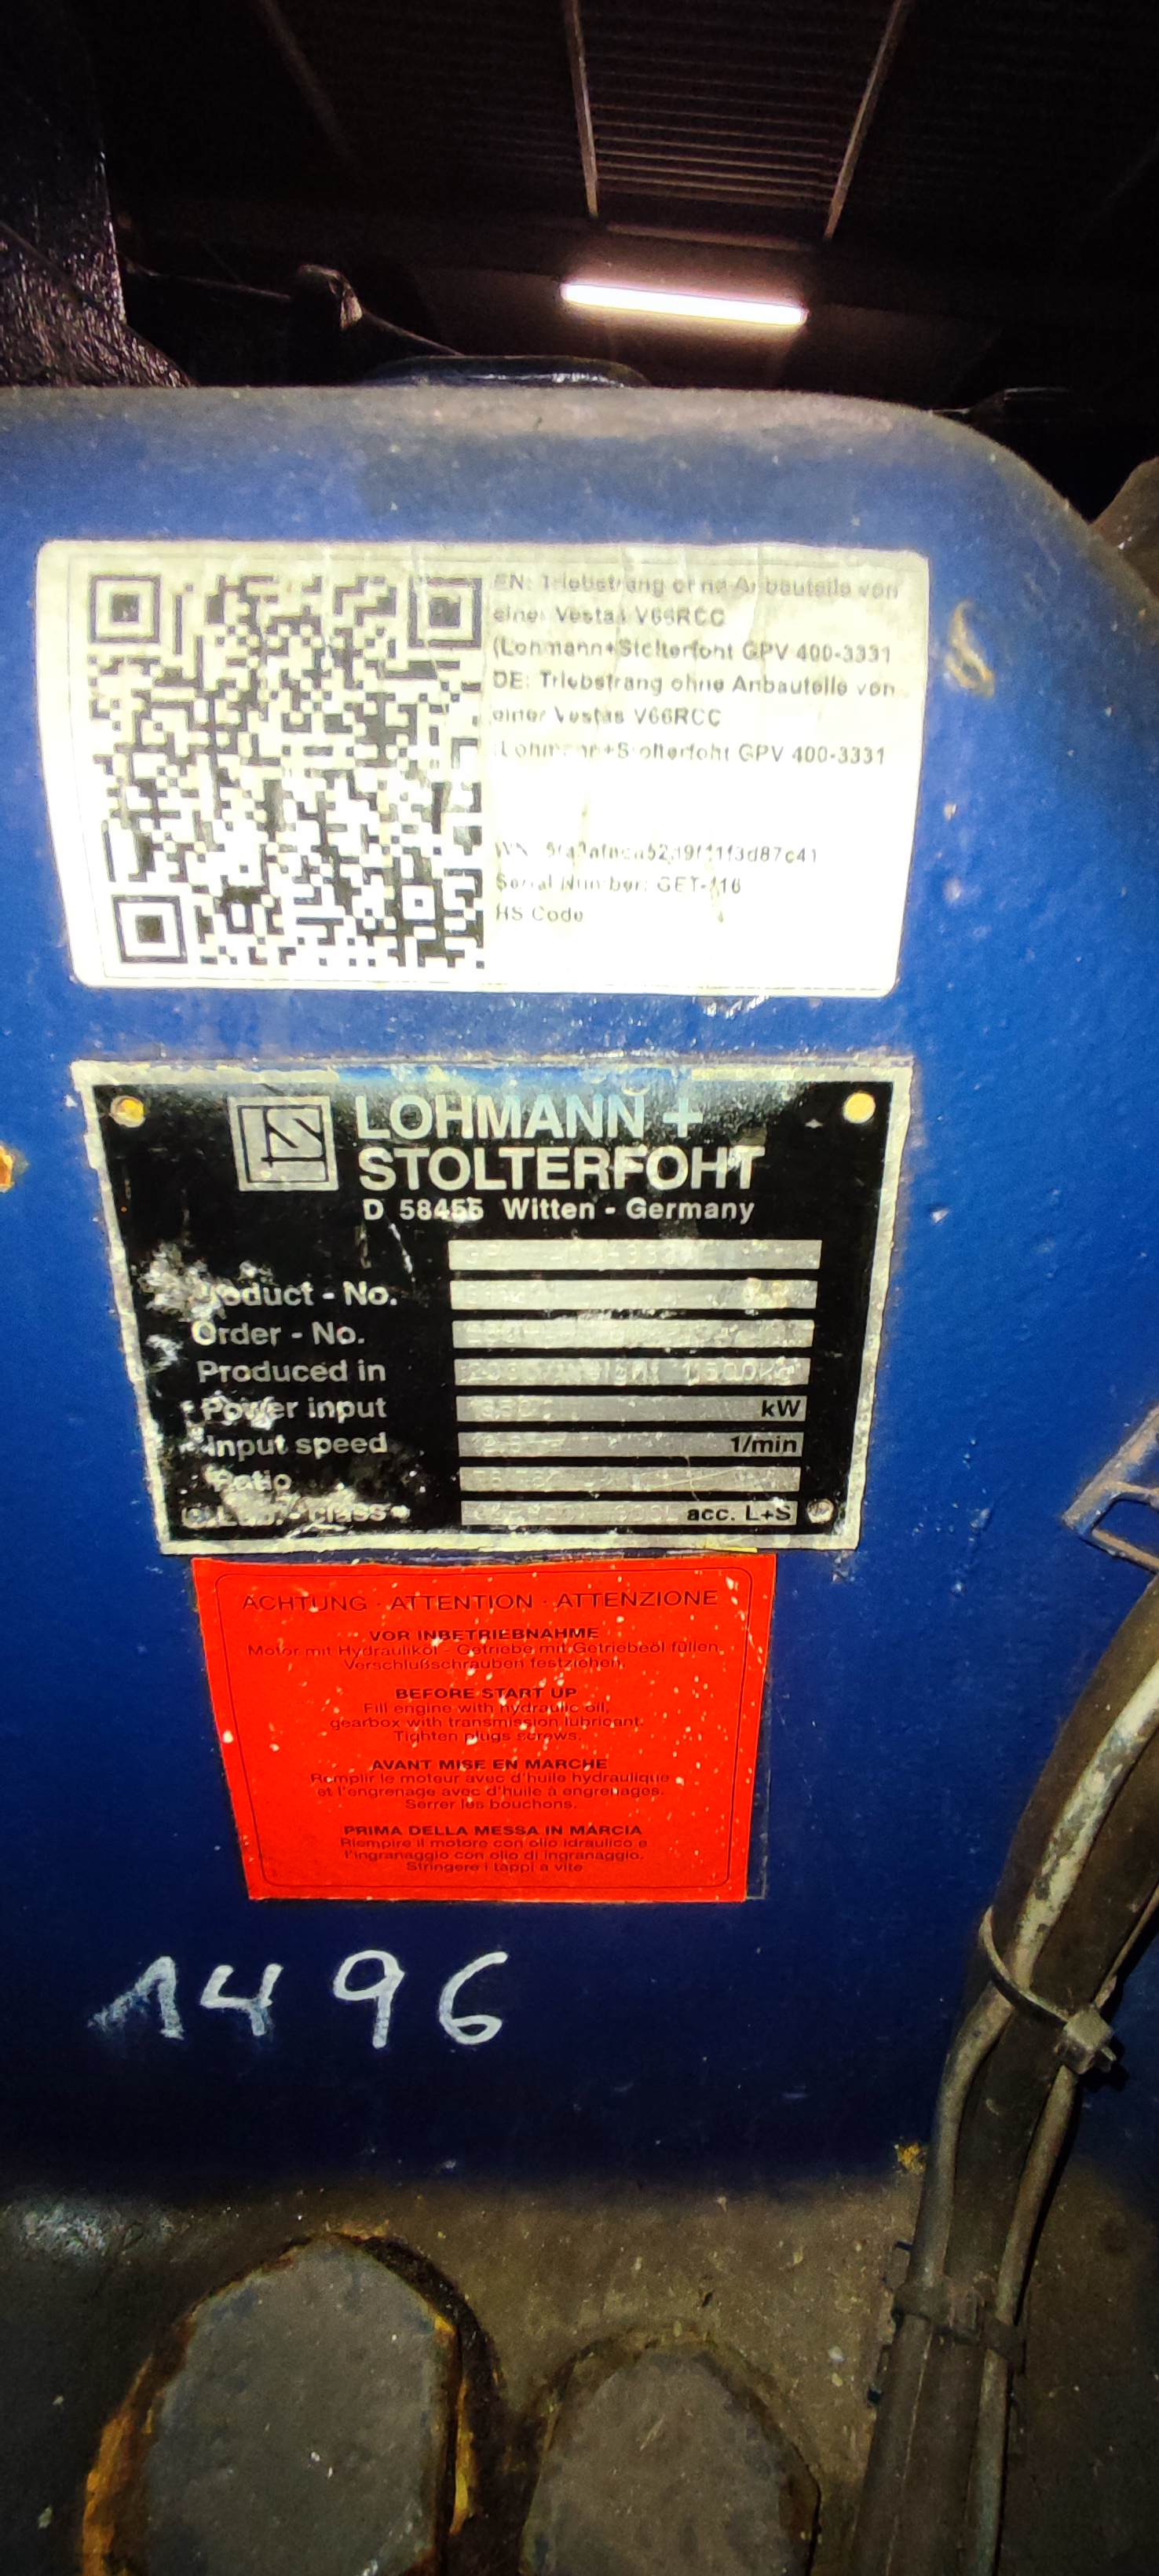 EN: Triebstrang ohne Anbauteile von
einer Vestas V66RCC
(Lohmann+Stolterfoht GPV 400-3331
DE: Triebstrang ohne Anbauteile von
einer Vestas V66RCC
(Lohmann+Stolterfoht GPV 400-3331
Serial Number: GET-116
HS Code
LOHMANN +
STOLTERFOHT
D 58455 Witten - Germany
Product - No.
Order - No.
Produced in
Power input kW
Input speed 1/min
Ratio
class acc. L+S
ACHTUNG · ATTENTION · ATTENZIONE
VOR INBETRIEBNAHME
Motor mit Hydrauliköl - Getriebe mit Getriebeöl füllen.
Verschlußschrauben festziehen.
BEFORE START UP
Fill engine with hydraulic oil,
gearbox with transmission lubricant.
Tighten plugs screws.
AVANT MISE EN MARCHE
Remplir le moteur avec d'huile hydraulique
et l'engrenage avec d'huile à engrenages.
Serrer les bouchons.
PRIMA DELLA MESSA IN MARCIA
Riempire il motore con olio idraulico e
l'ingranaggio con olio di ingranaggio.
Stringere i tappi a vite
1496